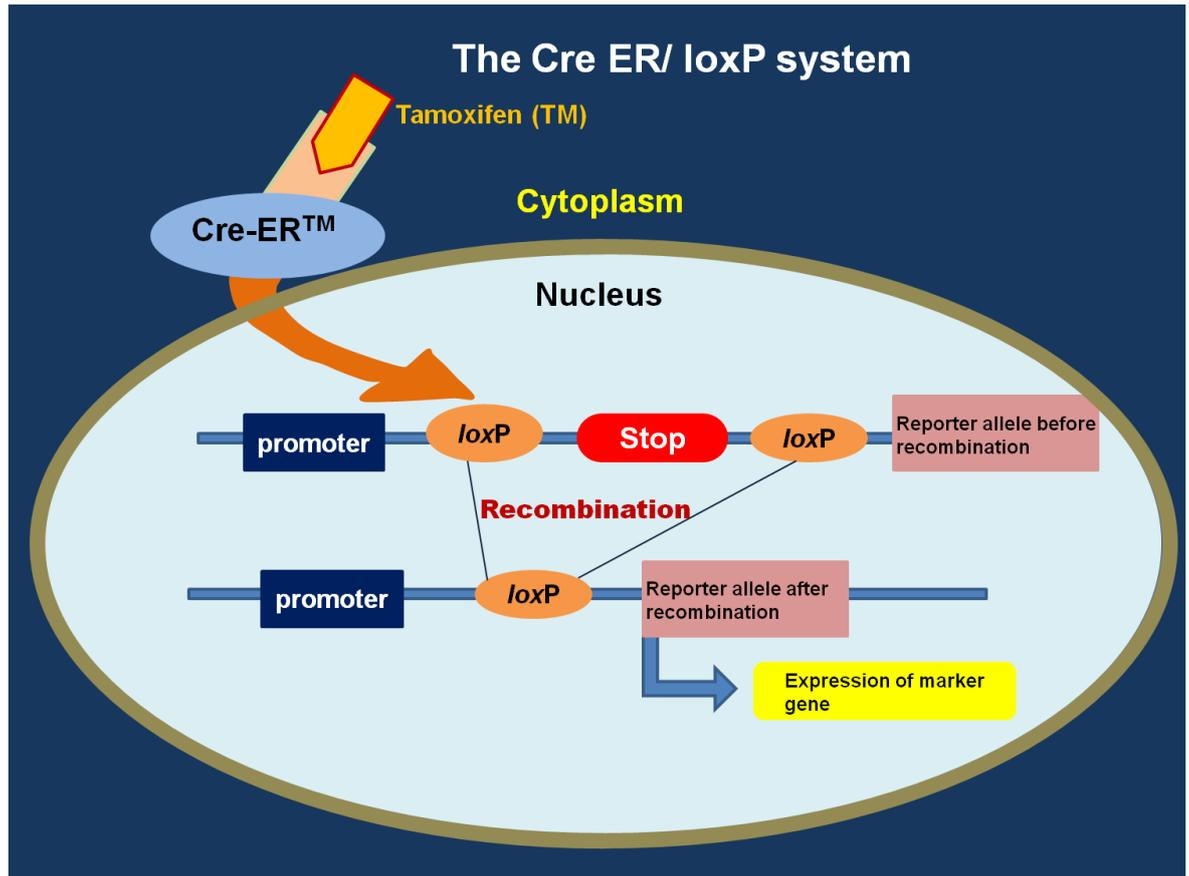 The Cre ER/ loxP system
Tamoxifen (TM)
Cytoplasm
Cre-ERTM
Nucleus
promoter
loxP
Stop
loxP
Reporter allele before
recombination
Recombination
promoter
loxP
Reporter allele after
recombination
Expression of marker
gene